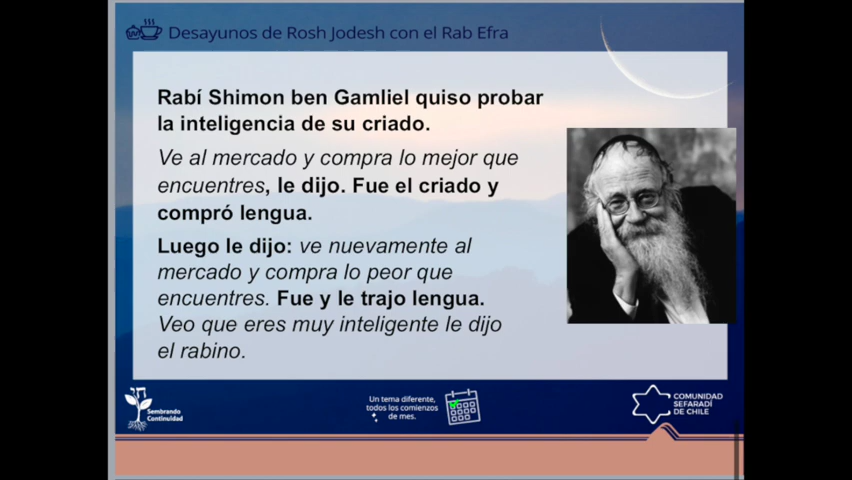 Desayunos de Rosh Jodesh con el Rab Efra
Rabí Shimon ben Gamliel quiso probar
la inteligencia de su criado.
Ve al mercado y compra lo mejor que
encuentres, le dijo. Fue el criado y
compró lengua.
Luego le dijo: ve nuevamente al
mercado y compra lo peor que
encuentres. Fue y le trajo lengua.
Veo que eres muy inteligente le dijo
el rabino.
Sembrando
Continuidad
Un tema diferente,
todos los comienzos
de mes.
COMUNIDAD
SEFARADÍ
DE CHILE